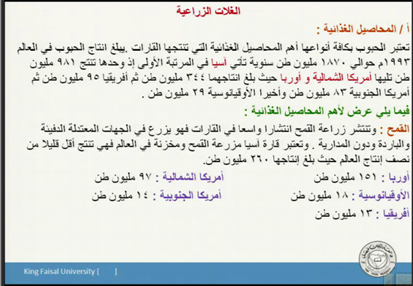 الغلات الزراعية
أ / المحاصيل الغذائية :
تعتبر الحبوب بكافة أنواعها أهم المحاصيل الغذائية التي تنتجها القارات .يبلغ انتاج الحبوب في العالم
١٩٩٣م حوالي ١٨٧٠ مليون طن سنوية تأتي آسيا في المرتبة الأولى إذ وحدها تنتج ٩٨١ مليون
طن تليها أمريكا الشمالية و أوربا حيث بلغ انتاجهما ٣٤٤ مليون طن ثم أفريقيا ٩٥ مليون طن ثم
أمريكا الجنوبية ٨٣ مليون طن وأخيرا الأوقيانوسية ٢٩ مليون طن .
فيما يلي عرض لأهم المحاصيل الغذائية :
القمح : وتنتشر زراعة القمح انتشارا واسعا في القارات فهو يزرع في الجهات المعتدلة الدفيئة
والباردة ودون المدارية . وتعتبر قارة آسيا مزرعة القمح ومخزنة في العالم فهي تنتج أقل قليلا من
نصف إنتاج العالم حيث بلغ إنتاجها ٢٦٠ مليون طن.
أوربا : ١٥١ مليون طن أمريكا الشمالية : ٩٧ مليون طن
الأوقيانوسية : ١٨ مليون طن أمريكا الجنوبية : ١٤ مليون طن
أفريقيا : ١٣ مليون طن
King Faisal University | |